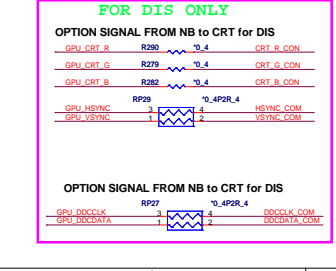 FOR DIS ONLY
OPTION SIGNAL FROM NB to CRT for DIS
GPU_CRT_R R290 *0_4 CRT_R_CON
GPU_CRT_G R279 *0_4 CRT_G_CON
GPU_CRT_B R282 *0_4 CRT_B_CON
RP29 *0_4P2R_4
GPU_HSYNC 3 4 HSYNC_COM
GPU_VSYNC 1 2 VSYNC_COM
OPTION SIGNAL FROM NB to CRT for DIS
RP27 *0_4P2R_4
GPU_DDCCLK 3 4 DDCCLK_COM
GPU_DDCDATA 1 2 DDCDATA_COM